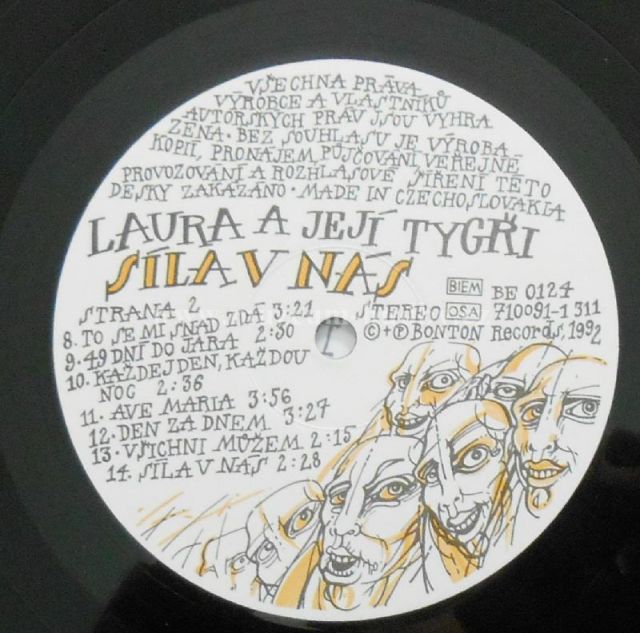 VŠECHNA PRÁVA
VÝROBCE A VLASTNÍKŮ
AUTORSKÝCH PRÁV JSOU VYHRA
ZENA · BEZ SOUHLASU JE VÝROBA
KOPIÍ, PRONÁJEM PŮJČOVÁNÍ VEŘEJNÉ
PROVOZOVÁNÍ A ROZHLASOVÉ ŠÍŘENÍ TÉTO
DESKY ZAKÁZÁNO · MADE IN CZECHOSLOVAKIA
LAURA A JEJÍ TYGŘI
SÍLA V NÁS
BIEM BE 0124
STRANA 2
STEREO OSA 710091-1 311
8. TO SE MI SNAD ZDÁ 3:21
©+℗ BONTON Records, 1992
9. 49 DNÍ DO JARA 2:30
10. KAŽDEJ DEN, KAŽDOU
NOC 2:36
11. AVE MARIA 3:56
12. DEN ZA DNEM 3:27
13. VŠICHNI MŮŽEM 2:15
14. SÍLA V NÁS 2:28